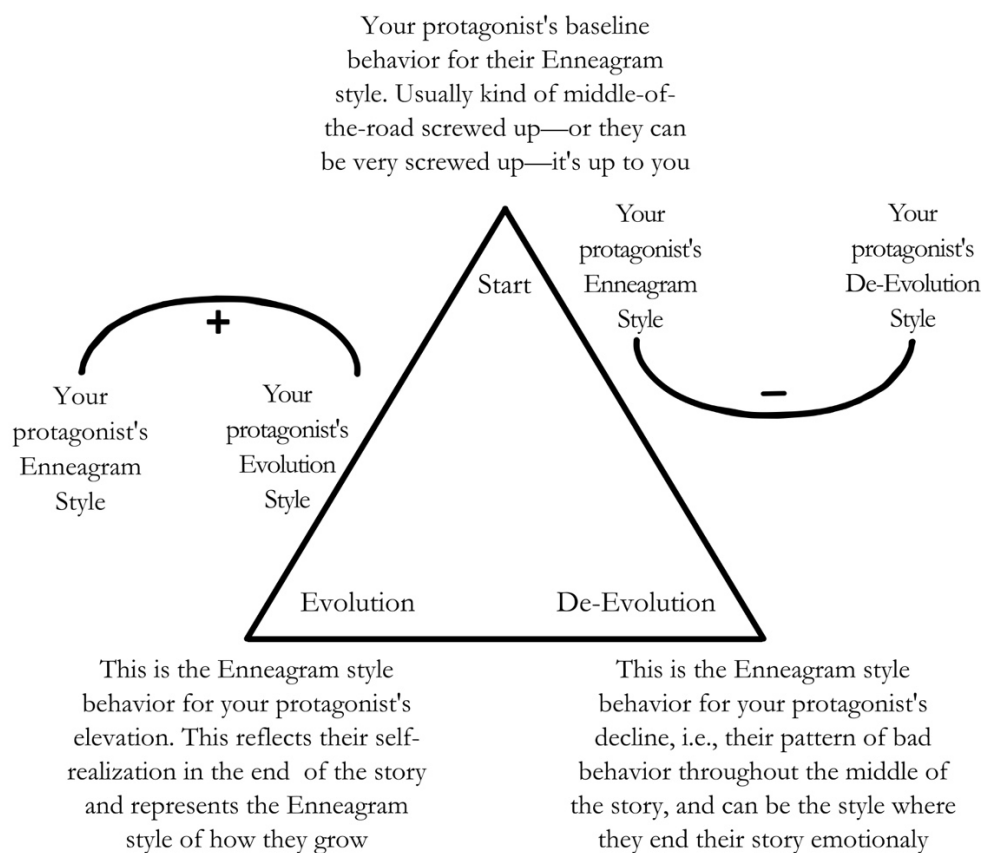 Your protagonist's baseline
behavior for their Enneagram
style. Usually kind of middle-of-
the-road screwed up—or they can
be very screwed up—it's up to you
Start
Your
protagonist's
Enneagram
Style
Your
protagonist's
De-Evolution
Style
–
+
Your
protagonist's
Enneagram
Style
Your
protagonist's
Evolution
Style
Evolution
De-Evolution
This is the Enneagram style
behavior for your protagonist's
elevation. This reflects their self-
realization in the end of the story
and represents the Enneagram
style of how they grow
This is the Enneagram style
behavior for your protagonist's
decline, i.e., their pattern of bad
behavior throughout the middle of
the story, and can be the style where
they end their story emotionaly